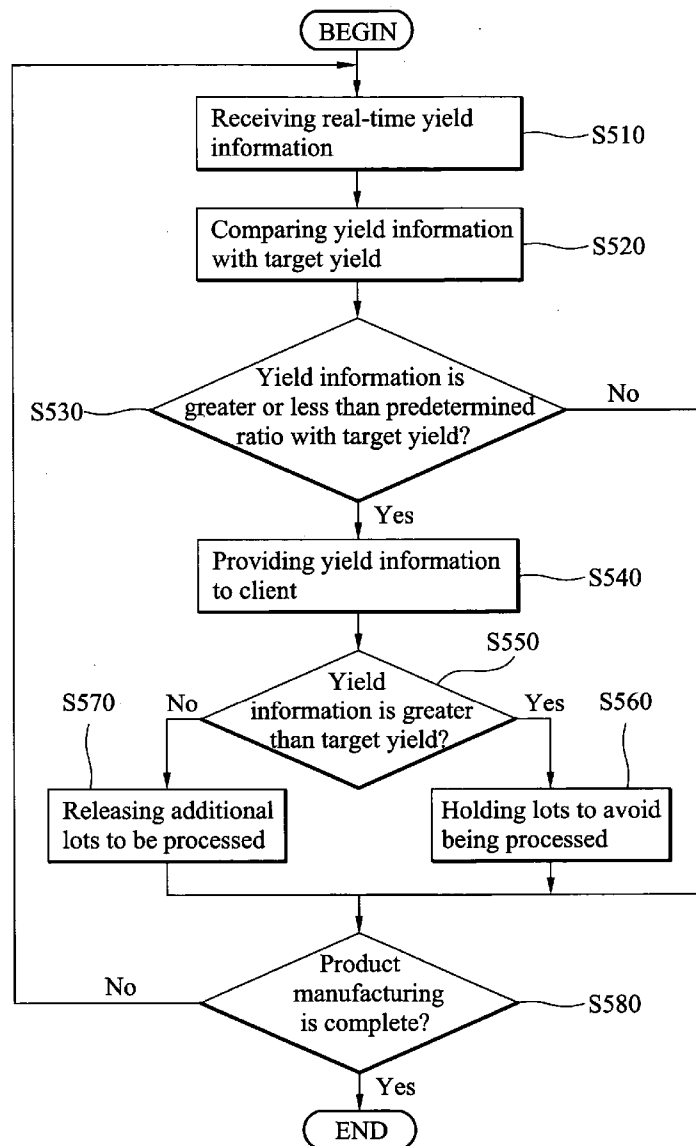 BEGIN
Receiving real-time yield
information
S510
Comparing yield information
with target yield
S520
Yield information is
greater or less than predetermined
ratio with target yield?
S530
No
Yes
Providing yield information
to client
S540
S550
Yield
information is greater
than target yield?
No
Yes
S570
S560
Releasing additional
lots to be processed
Holding lots to avoid
being processed
Product
manufacturing
is complete?
No
S580
Yes
END